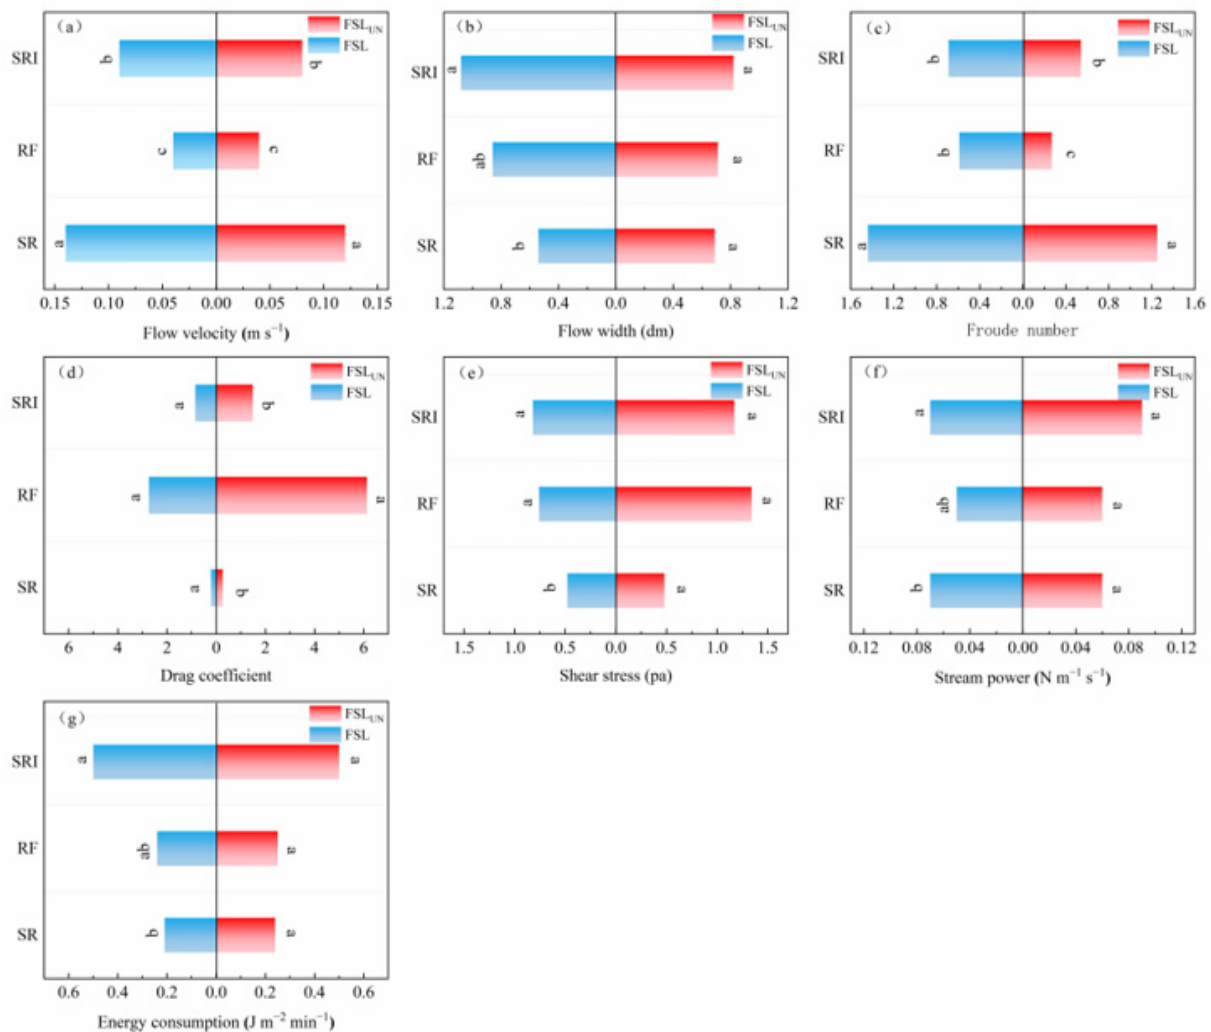 (a)
FSL_UN
FSL
SRI
b
b
RF
c
c
SR
a
a
0.15 0.10 0.05 0.00 0.05 0.10 0.15
Flow velocity (m s⁻¹)
(b)
FSL_UN
FSL
SRI
a
a
RF
ab
a
SR
b
a
1.2 0.8 0.4 0.0 0.4 0.8 1.2
Flow width (dm)
(c)
FSL_UN
FSL
SRI
b
b
RF
b
c
SR
a
a
1.6 1.2 0.8 0.4 0.0 0.4 0.8 1.2 1.6
Froude number
(d)
FSL_UN
FSL
SRI
a
b
RF
a
a
SR
a
b
6 4 2 0 2 4 6
Drag coefficient
(e)
FSL_UN
FSL
SRI
a
a
RF
a
a
SR
b
a
1.5 1.0 0.5 0.0 0.5 1.0 1.5
Shear stress (pa)
(f)
FSL_UN
FSL
SRI
a
a
RF
ab
a
SR
b
a
0.12 0.08 0.04 0.00 0.04 0.08 0.12
Stream power (N m⁻¹ s⁻¹)
(g)
FSL_UN
FSL
SRI
a
a
RF
ab
a
SR
b
a
0.6 0.4 0.2 0.0 0.2 0.4 0.6
Energy consumption (J m⁻² min⁻¹)